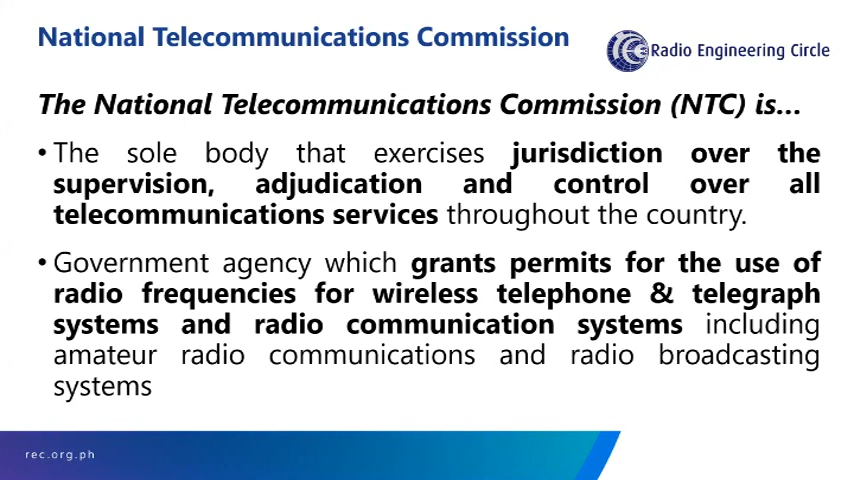 National Telecommunications Commission
Radio Engineering Circle
The National Telecommunications Commission (NTC) is...
• The sole body that exercises jurisdiction over the
supervision, adjudication and control over all
telecommunications services throughout the country.
• Government agency which grants permits for the use of
radio frequencies for wireless telephone & telegraph
systems and radio communication systems including
amateur radio communications and radio broadcasting
systems
rec.org.ph